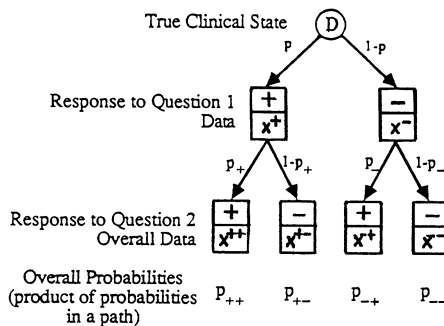 True Clinical State D
p 1-p
Response to Question 1 + −
Data x⁺ x⁻
p₊ 1-p₊ p₋ 1-p₋
Response to Question 2 + − + −
Overall Data x⁺⁺ x⁺⁻ x⁻⁺ x⁻⁻
Overall Probabilities
(product of probabilities p₊₊ p₊₋ p₋₊ p₋₋
in a path)